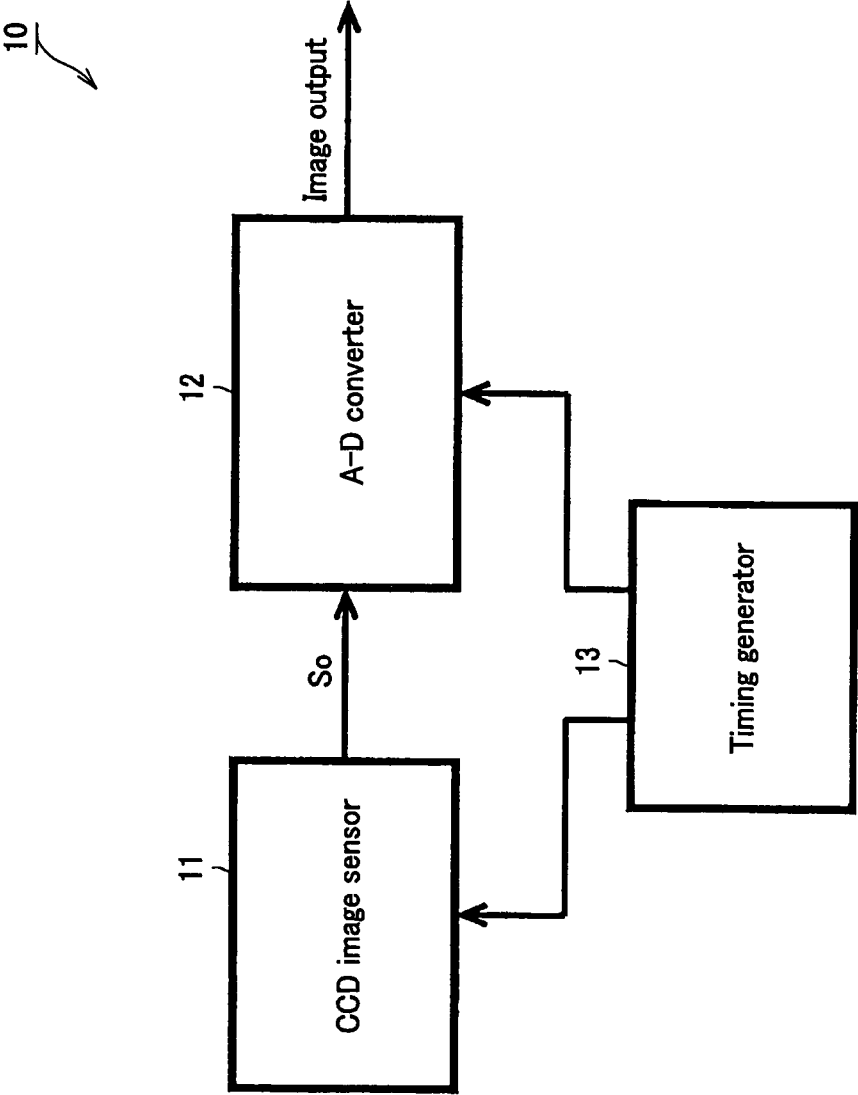 10
11
CCD image sensor
So
12
A-D converter
Image output
13
Timing generator